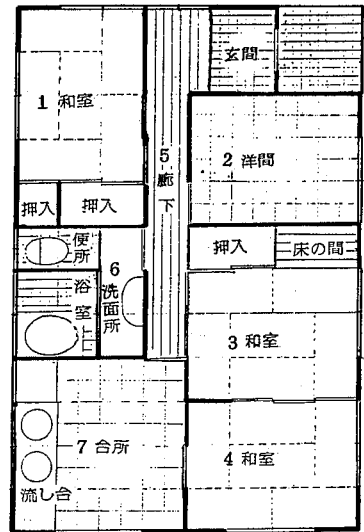 玄関
1 和室
5 廊下
2 洋間
押入
押入
押入
床の間
便所
6 洗面所
浴室
3 和室
7 台所
4 和室
流し台